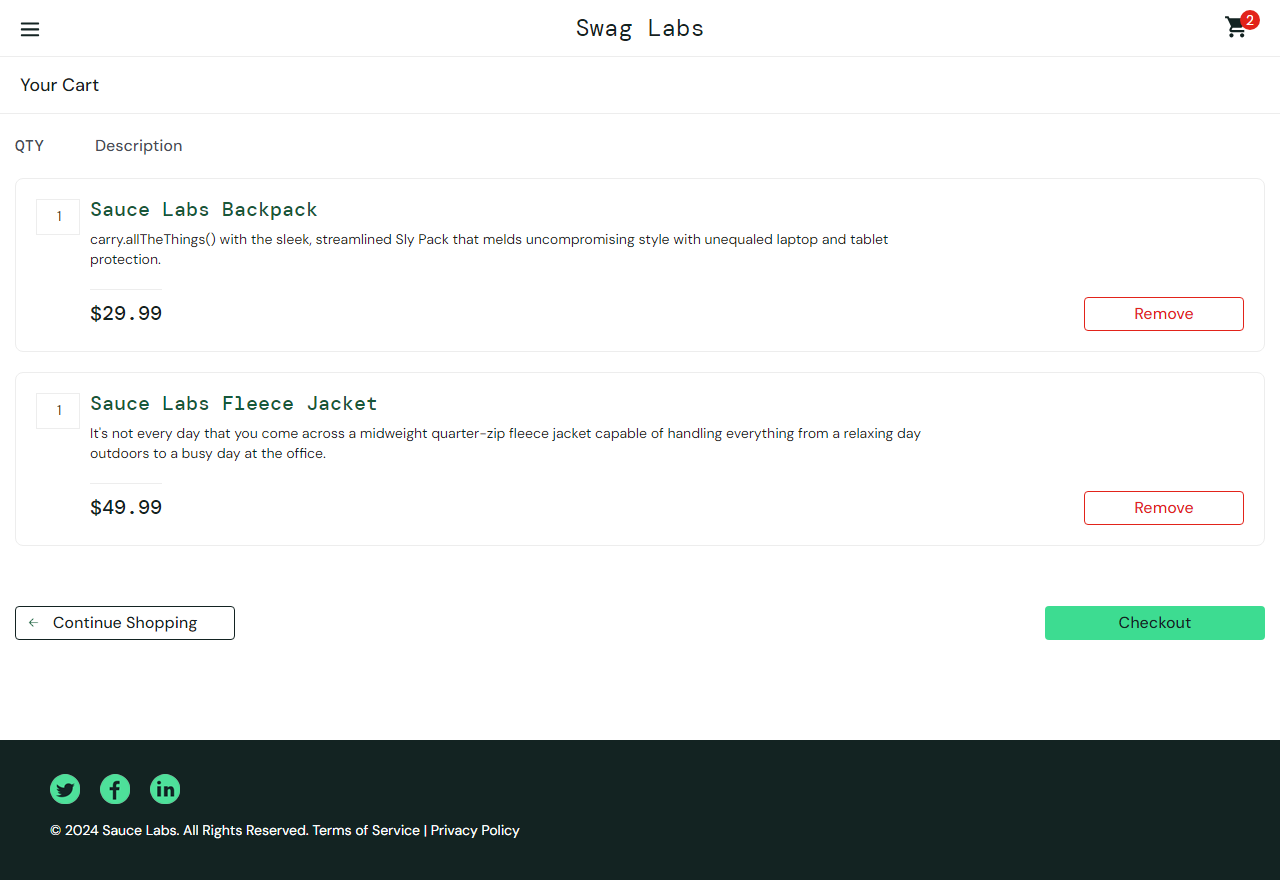 Swag Labs
2
Your Cart
QTY Description
1
Sauce Labs Backpack
carry.allTheThings() with the sleek, streamlined Sly Pack that melds uncompromising style with unequaled laptop and tablet
protection.
$29.99
Remove
1
Sauce Labs Fleece Jacket
It's not every day that you come across a midweight quarter-zip fleece jacket capable of handling everything from a relaxing day
outdoors to a busy day at the office.
$49.99
Remove
Continue Shopping
Checkout
© 2024 Sauce Labs. All Rights Reserved. Terms of Service | Privacy Policy